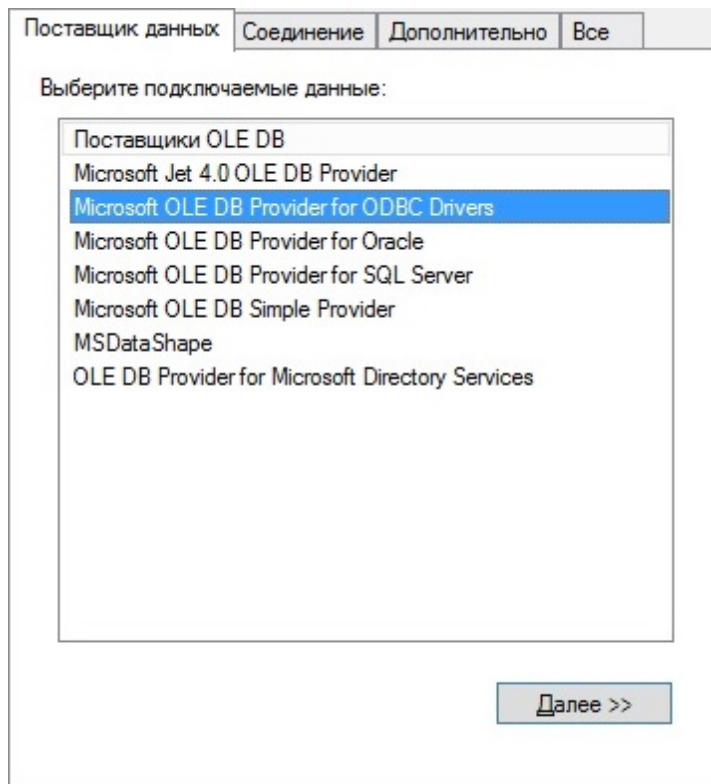 Поставщик данных Соединение Дополнительно Все
Выберите подключаемые данные:
Поставщики OLE DB
Microsoft Jet 4.0 OLE DB Provider
Microsoft OLE DB Provider for ODBC Drivers
Microsoft OLE DB Provider for Oracle
Microsoft OLE DB Provider for SQL Server
Microsoft OLE DB Simple Provider
MSDataShape
OLE DB Provider for Microsoft Directory Services
Далее >>